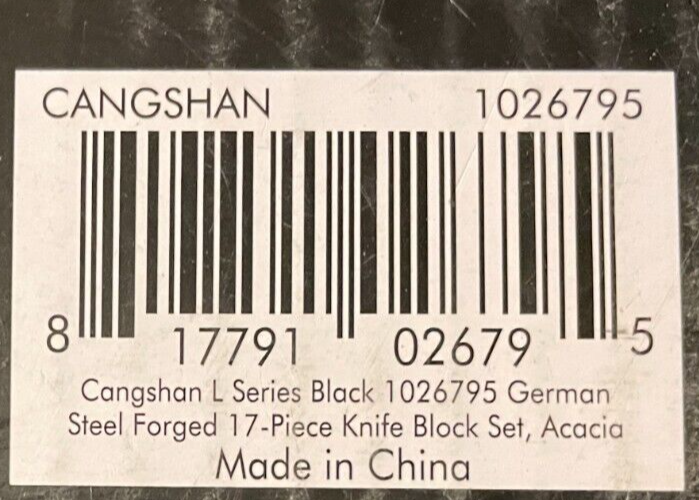 CANGSHAN 1026795
8 17791 02679 5
Cangshan L Series Black 1026795 German
Steel Forged 17-Piece Knife Block Set, Acacia
Made in China